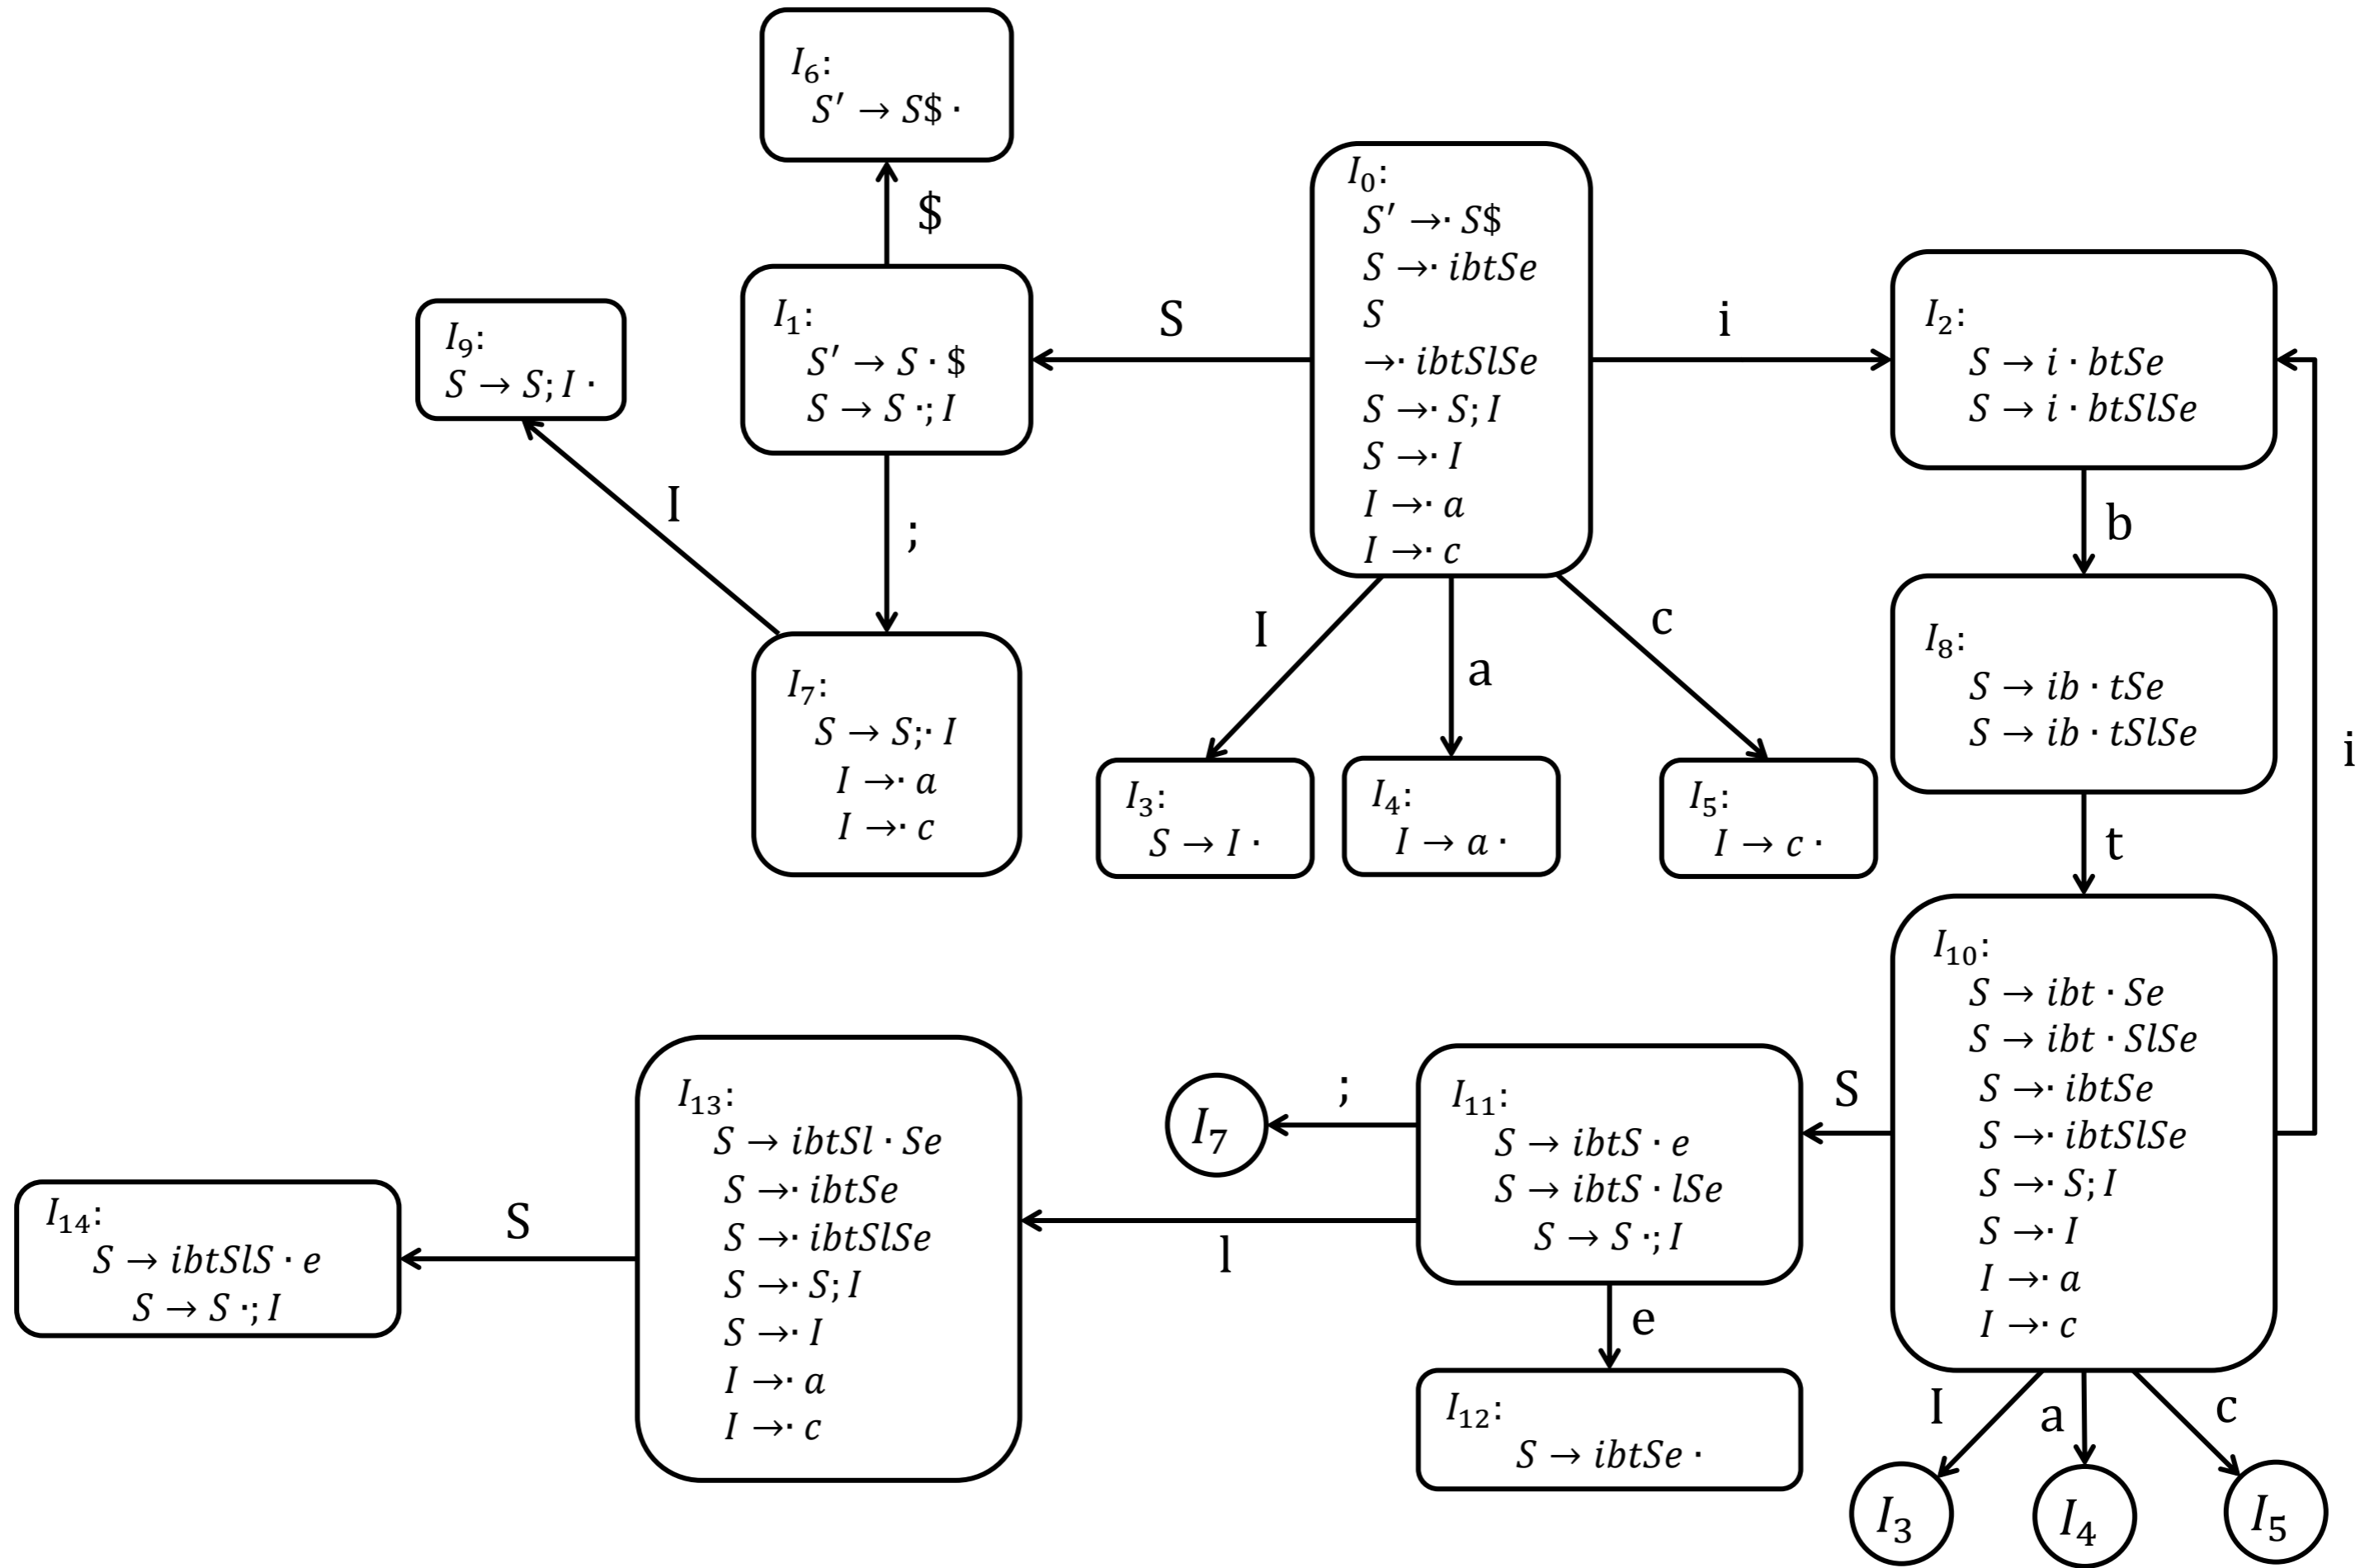 I₆:
S′ → S$ ·
$
I₀:
S′ →· S$
S →· ibtSe
S
→· ibtSlSe
S →· S; I
S →· I
I →· a
I →· c
I₁:
S′ → S · $
S → S ·; I
S
i
I₂:
S → i · btSe
S → i · btSlSe
I₉:
S → S; I ·
I
;
b
I₇:
S → S;· I
I →· a
I →· c
I
a
c
I₈:
S → ib · tSe
S → ib · tSlSe
i
I₃:
S → I ·
I₄:
I → a ·
I₅:
I → c ·
t
I₁₀:
S → ibt · Se
S → ibt · SlSe
S →· ibtSe
S →· ibtSlSe
S →· S; I
S →· I
I →· a
I →· c
S
I₁₁:
S → ibtS · e
S → ibtS · lSe
S → S ·; I
;
I₇
l
I₁₃:
S → ibtSl · Se
S →· ibtSe
S →· ibtSlSe
S →· S; I
S →· I
I →· a
I →· c
S
I₁₄:
S → ibtSlS · e
S → S ·; I
e
I₁₂:
S → ibtSe ·
I
a
c
I₃
I₄
I₅